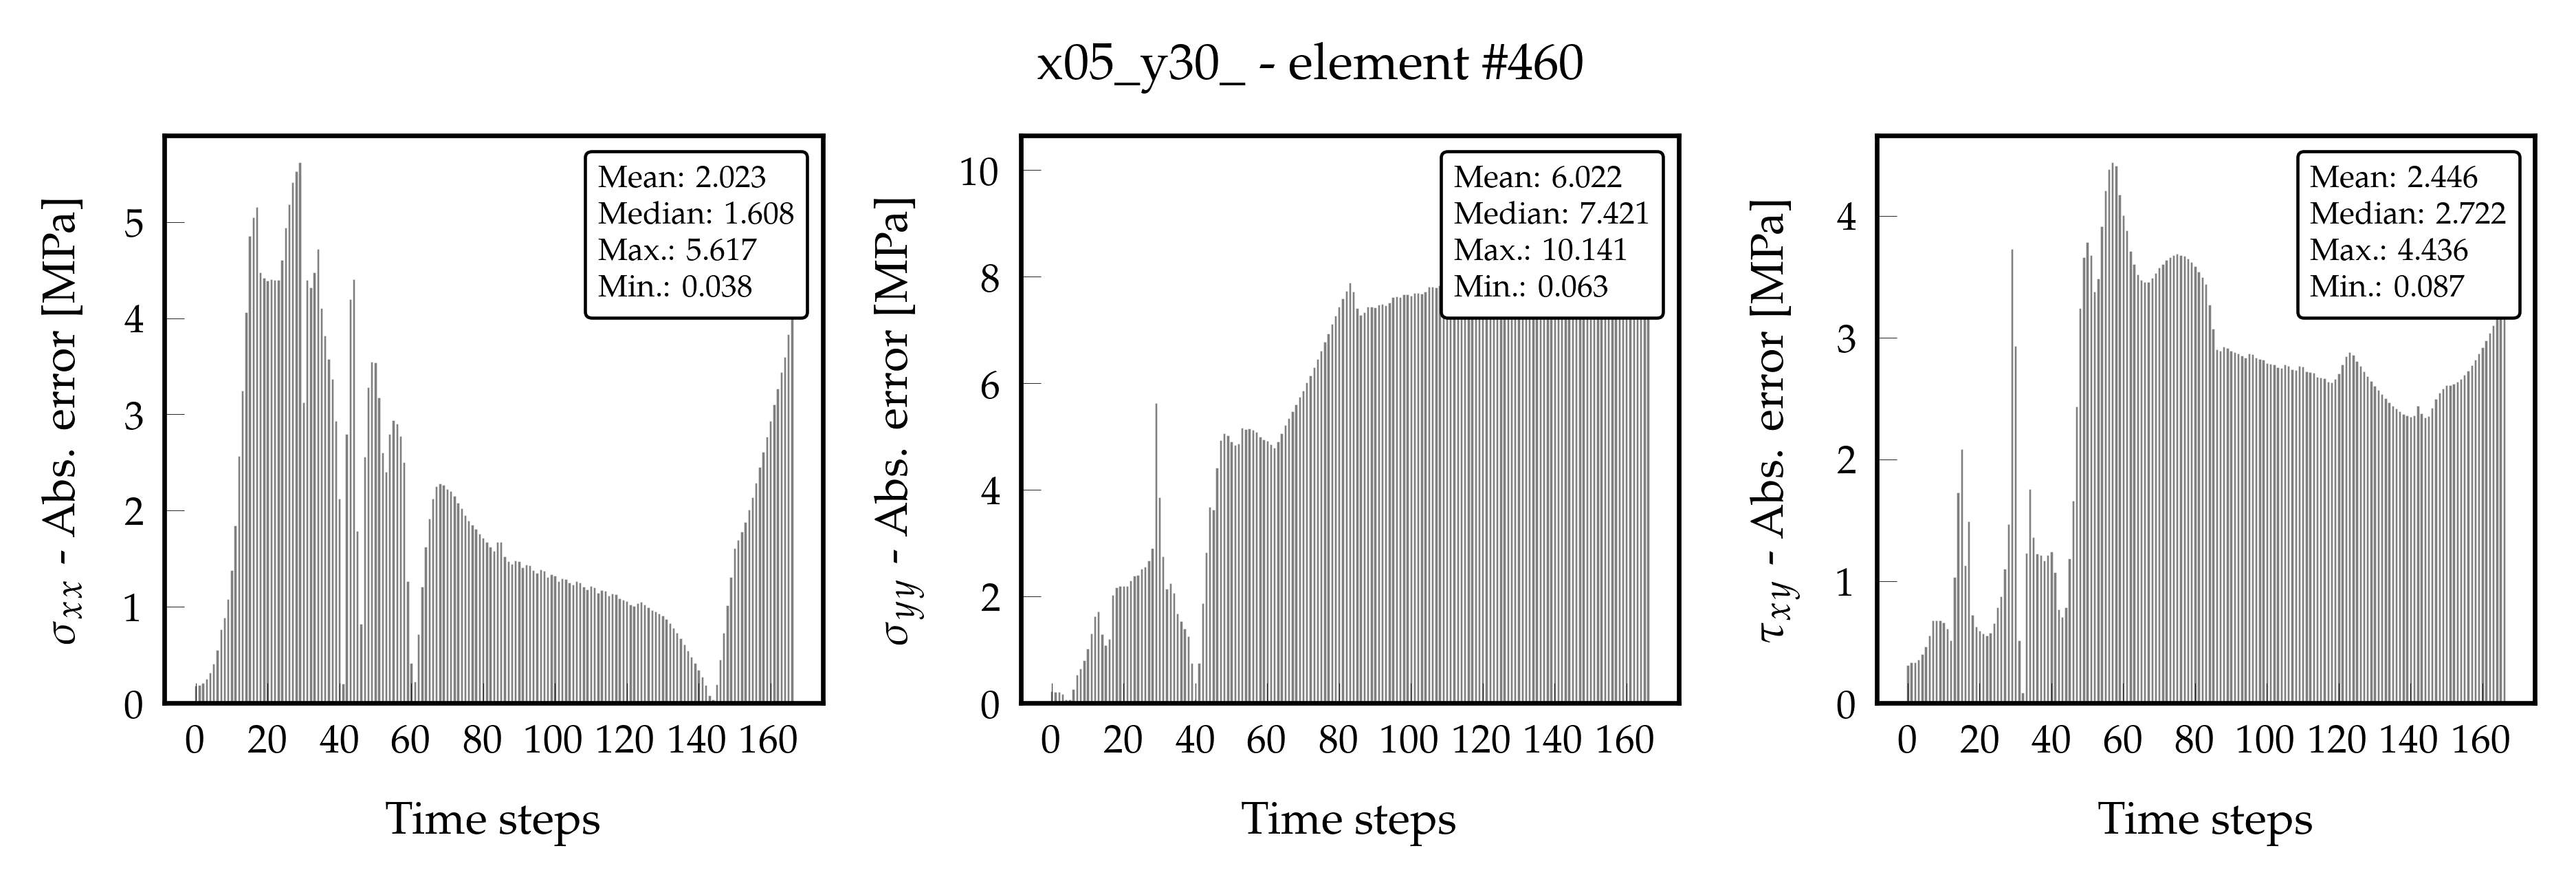 x05_y30_ - element #460
σxx - Abs. error [MPa]
5
4
3
2
1
0
Mean: 2.023
Median: 1.608
Max.: 5.617
Min.: 0.038
0 20 40 60 80 100 120 140 160
Time steps
σyy - Abs. error [MPa]
10
8
6
4
2
0
Mean: 6.022
Median: 7.421
Max.: 10.141
Min.: 0.063
0 20 40 60 80 100 120 140 160
Time steps
τxy - Abs. error [MPa]
4
3
2
1
0
Mean: 2.446
Median: 2.722
Max.: 4.436
Min.: 0.087
0 20 40 60 80 100 120 140 160
Time steps